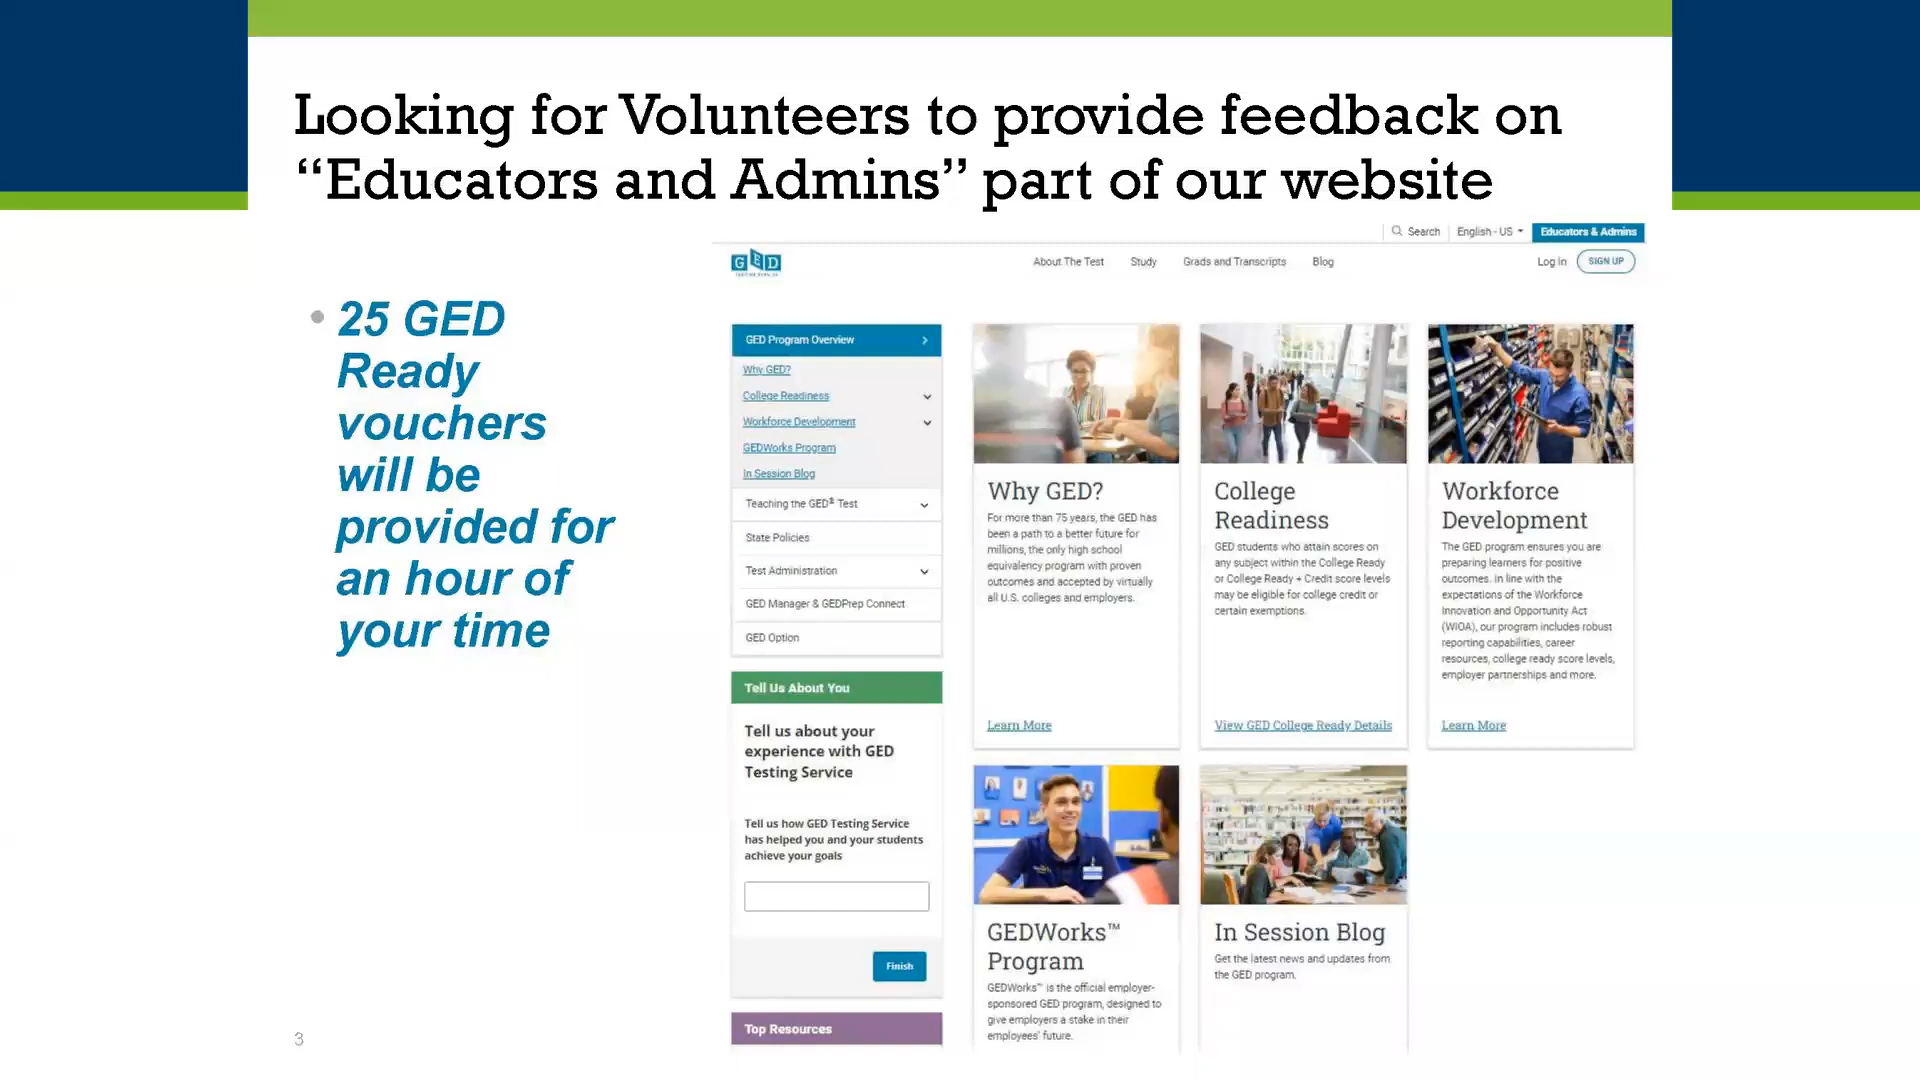 Looking for Volunteers to provide feedback on
“Educators and Admins” part of our website
• 25 GED
Ready
vouchers
will be
provided for
an hour of
your time
Search
English - US
Educators & Admins
GED
TESTING SERVICE
About The Test
Study
Grads and Transcripts
Blog
Log In
SIGN UP
GED Program Overview
Why GED?
College Readiness
Workforce Development
GEDWorks Program
In Session Blog
Teaching the GED® Test
State Policies
Test Administration
GED Manager & GEDPrep Connect
GED Option
Tell Us About You
Tell us about your
experience with GED
Testing Service
Tell us how GED Testing Service
has helped you and your students
achieve your goals
Finish
Top Resources
Why GED?
For more than 75 years, the GED has
been a path to a better future for
millions, the only high school
equivalency program with proven
outcomes and accepted by virtually
all U.S. colleges and employers.
Learn More
College
Readiness
GED students who attain scores on
any subject within the College Ready
or College Ready + Credit score levels
may be eligible for college credit or
certain exemptions.
View GED College Ready Details
Workforce
Development
The GED program ensures you are
preparing learners for positive
outcomes. in line with the
expectations of the Workforce
Innovation and Opportunity Act
(WIOA), our program includes robust
reporting capabilities, career
resources, college ready score levels,
employer partnerships and more.
Learn More
GEDWorks™
Program
GEDWorks™ is the official employer-
sponsored GED program, designed to
give employers a stake in their
employees' future.
In Session Blog
Get the latest news and updates from
the GED program.
3